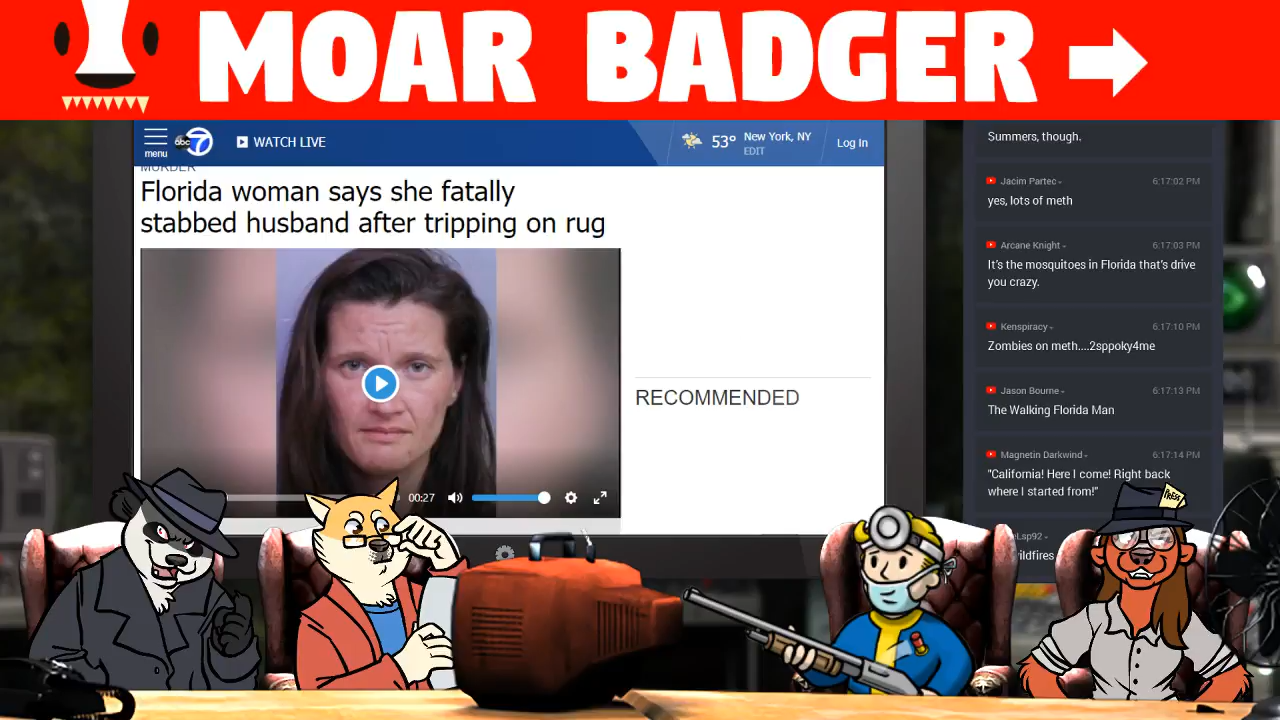 MOAR BADGER
menu
abc 7
WATCH LIVE
53°
New York, NY
EDIT
Log In
MURDER
Florida woman says she fatally
stabbed husband after tripping on rug
00:27
RECOMMENDED
Summers, though.
Jacim Partec
6:17:02 PM
yes, lots of meth
Arcane Knight
6:17:03 PM
It's the mosquitoes in Florida that's drive
you crazy.
Kenspiracy
6:17:10 PM
Zombies on meth....2sppoky4me
Jason Bourne
6:17:13 PM
The Walking Florida Man
Magnetin Darkwind
6:17:14 PM
"California! Here I come! Right back
where I started from!"
PRESS